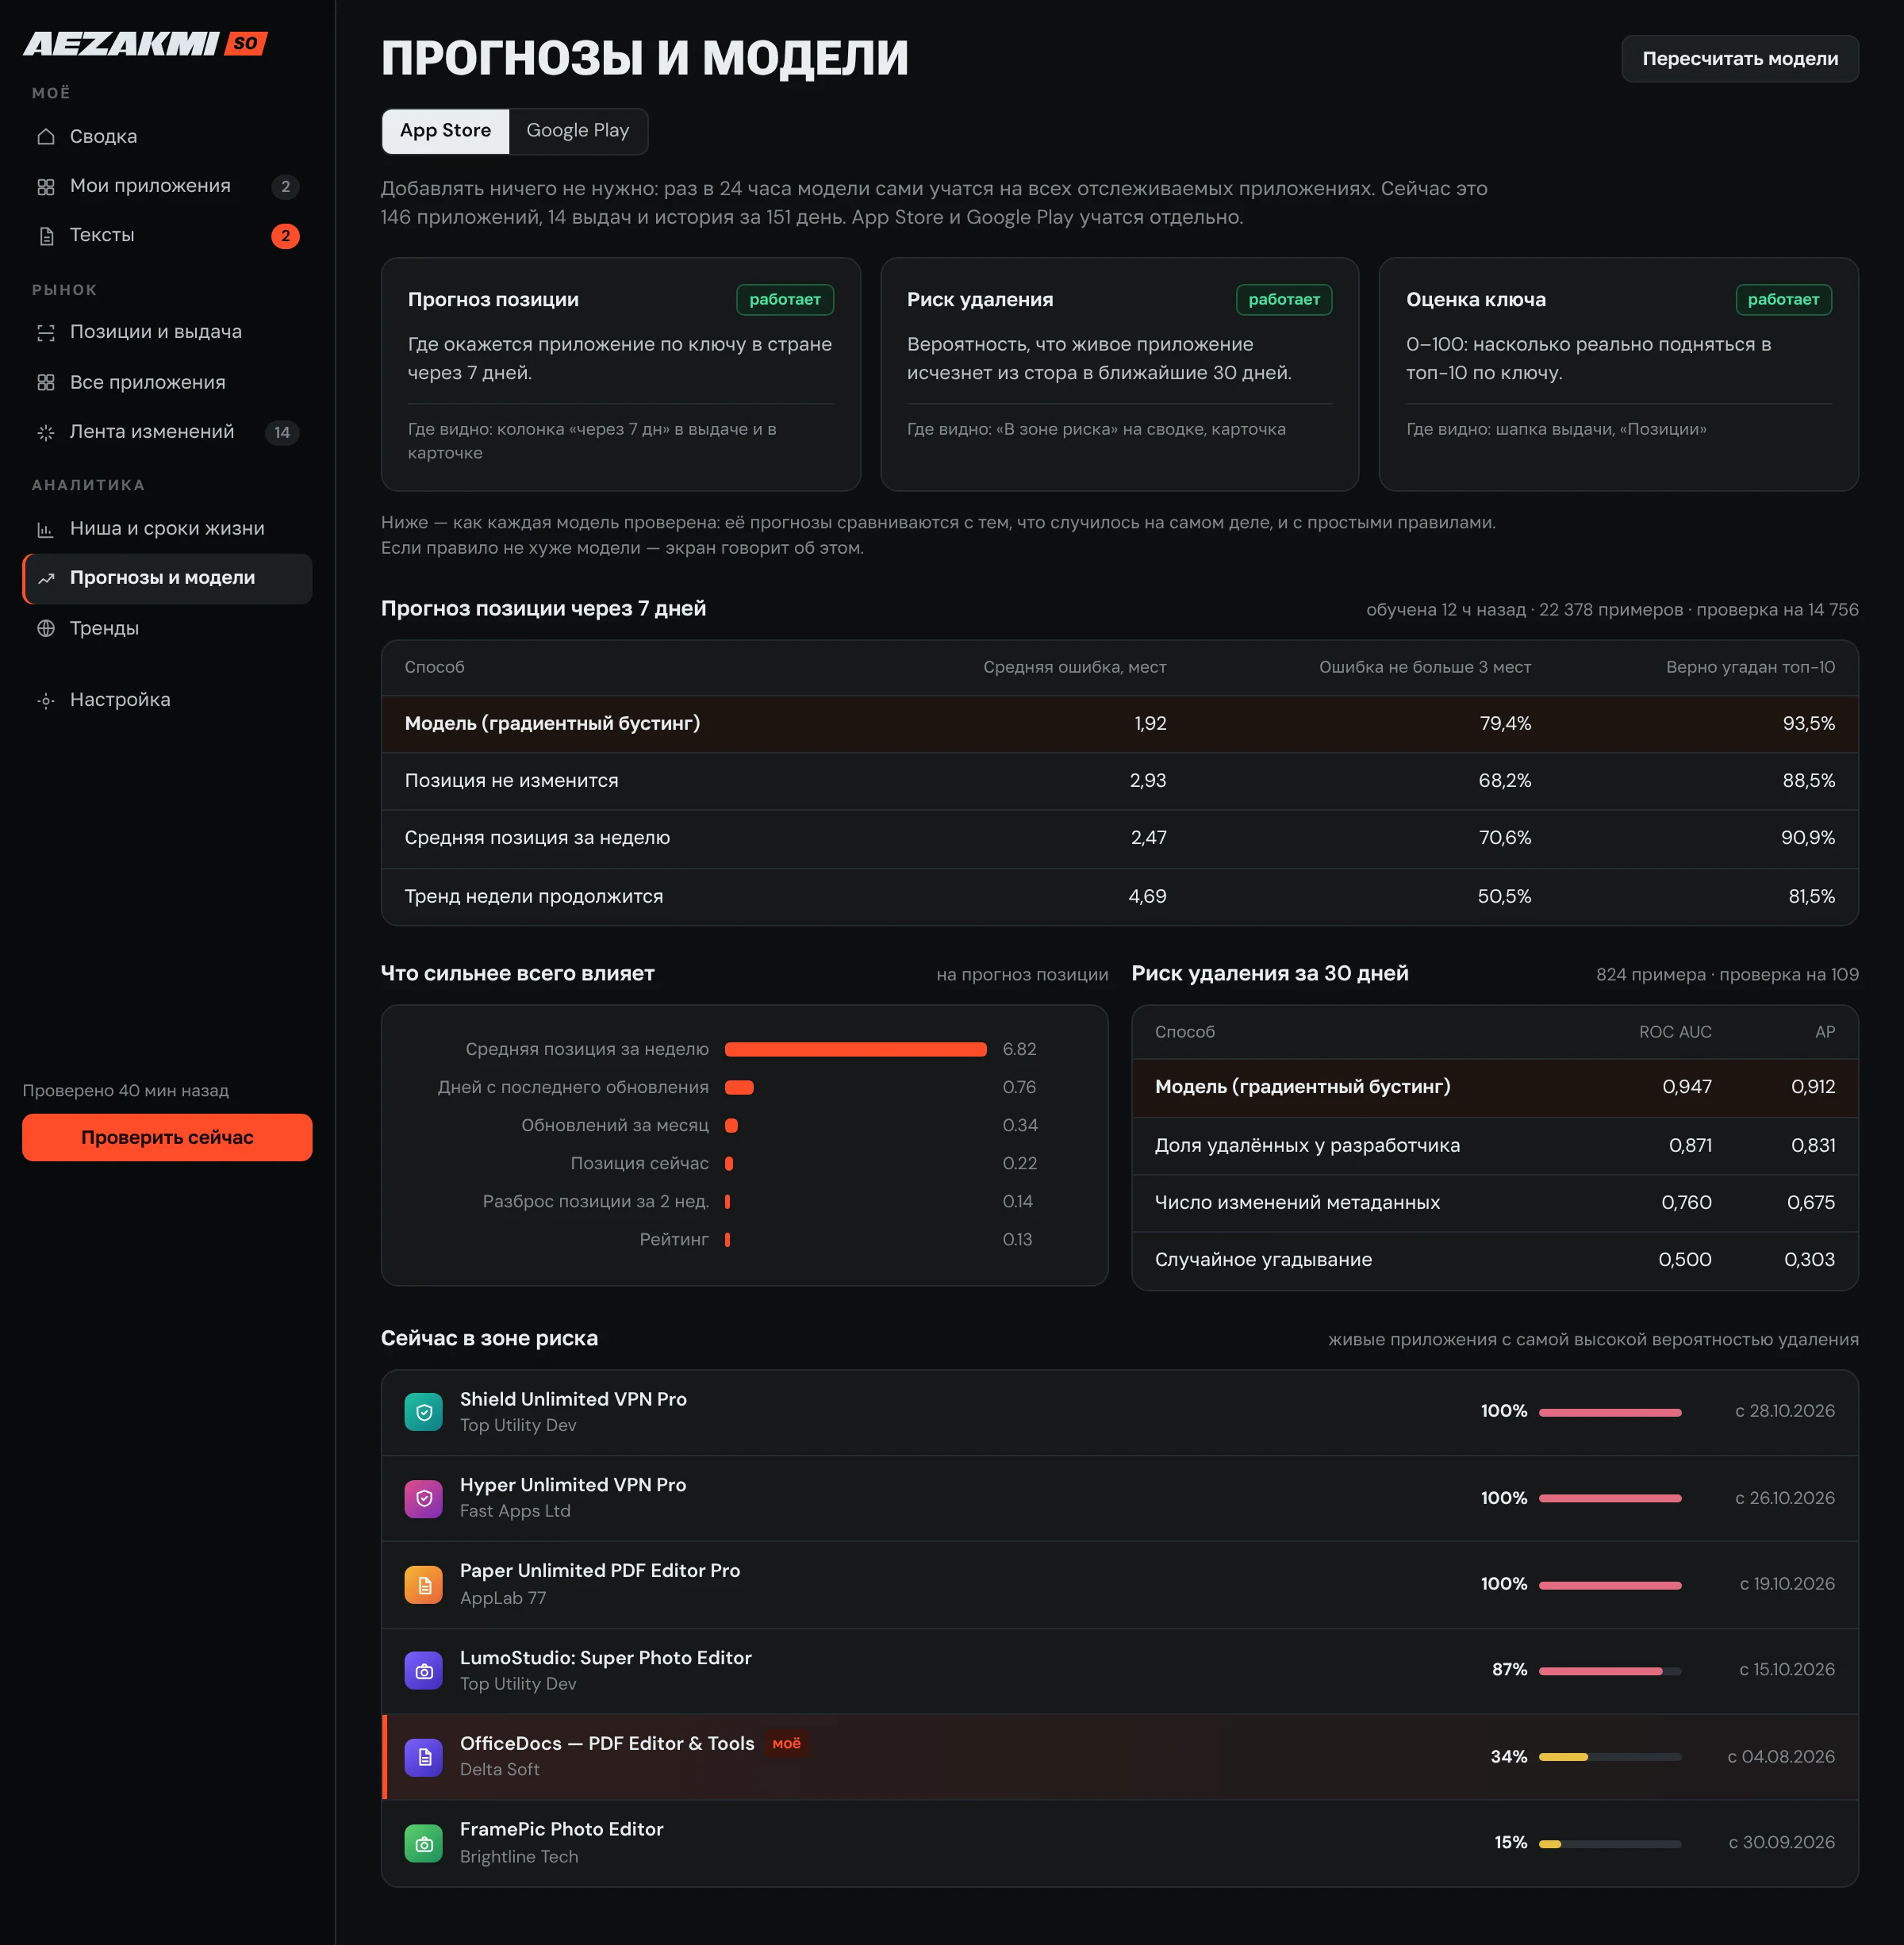 AEZAKMI SO
МОЁ
Сводка
Мои приложения 2
Тексты 2
РЫНОК
Позиции и выдача
Все приложения
Лента изменений 14
АНАЛИТИКА
Ниша и сроки жизни
Прогнозы и модели
Тренды
Настройка
Проверено 40 мин назад
Проверить сейчас
ПРОГНОЗЫ И МОДЕЛИ
Пересчитать модели
App Store Google Play
Добавлять ничего не нужно: раз в 24 часа модели сами учатся на всех отслеживаемых приложениях. Сейчас это
146 приложений, 14 выдач и история за 151 день. App Store и Google Play учатся отдельно.
Прогноз позиции работает
Где окажется приложение по ключу в стране
через 7 дней.
Где видно: колонка «через 7 дн» в выдаче и в
карточке
Риск удаления работает
Вероятность, что живое приложение
исчезнет из стора в ближайшие 30 дней.
Где видно: «В зоне риска» на сводке, карточка
Оценка ключа работает
0–100: насколько реально подняться в
топ-10 по ключу.
Где видно: шапка выдачи, «Позиции»
Ниже — как каждая модель проверена: её прогнозы сравниваются с тем, что случилось на самом деле, и с простыми правилами.
Если правило не хуже модели — экран говорит об этом.
Прогноз позиции через 7 дней обучена 12 ч назад · 22 378 примеров · проверка на 14 756
Способ Средняя ошибка, мест Ошибка не больше 3 мест Верно угадан топ-10
Модель (градиентный бустинг) 1,92 79,4% 93,5%
Позиция не изменится 2,93 68,2% 88,5%
Средняя позиция за неделю 2,47 70,6% 90,9%
Тренд недели продолжится 4,69 50,5% 81,5%
Что сильнее всего влияет на прогноз позиции
Средняя позиция за неделю 6.82
Дней с последнего обновления 0.76
Обновлений за месяц 0.34
Позиция сейчас 0.22
Разброс позиции за 2 нед. 0.14
Рейтинг 0.13
Риск удаления за 30 дней 824 примера · проверка на 109
Способ ROC AUC AP
Модель (градиентный бустинг) 0,947 0,912
Доля удалённых у разработчика 0,871 0,831
Число изменений метаданных 0,760 0,675
Случайное угадывание 0,500 0,303
Сейчас в зоне риска живые приложения с самой высокой вероятностью удаления
Shield Unlimited VPN Pro
Top Utility Dev
100% с 28.10.2026
Hyper Unlimited VPN Pro
Fast Apps Ltd
100% с 26.10.2026
Paper Unlimited PDF Editor Pro
AppLab 77
100% с 19.10.2026
LumoStudio: Super Photo Editor
Top Utility Dev
87% с 15.10.2026
OfficeDocs — PDF Editor & Tools моё
Delta Soft
34% с 04.08.2026
FramePic Photo Editor
Brightline Tech
15% с 30.09.2026